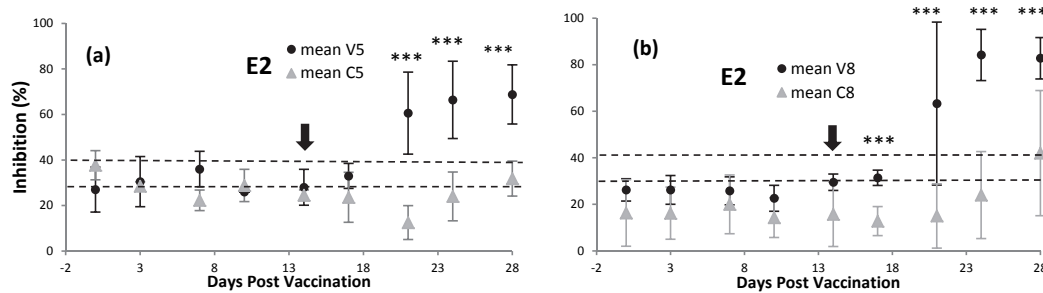 (a)
E2
mean V5
mean C5
*** *** ***
Inhibition (%)
100
80
60
40
20
0
-2 3 8 13 18 23 28
Days Post Vaccination
(b)
E2
mean V8
mean C8
*** *** *** ***
100
80
60
40
20
0
-2 3 8 13 18 23 28
Days Post Vaccination